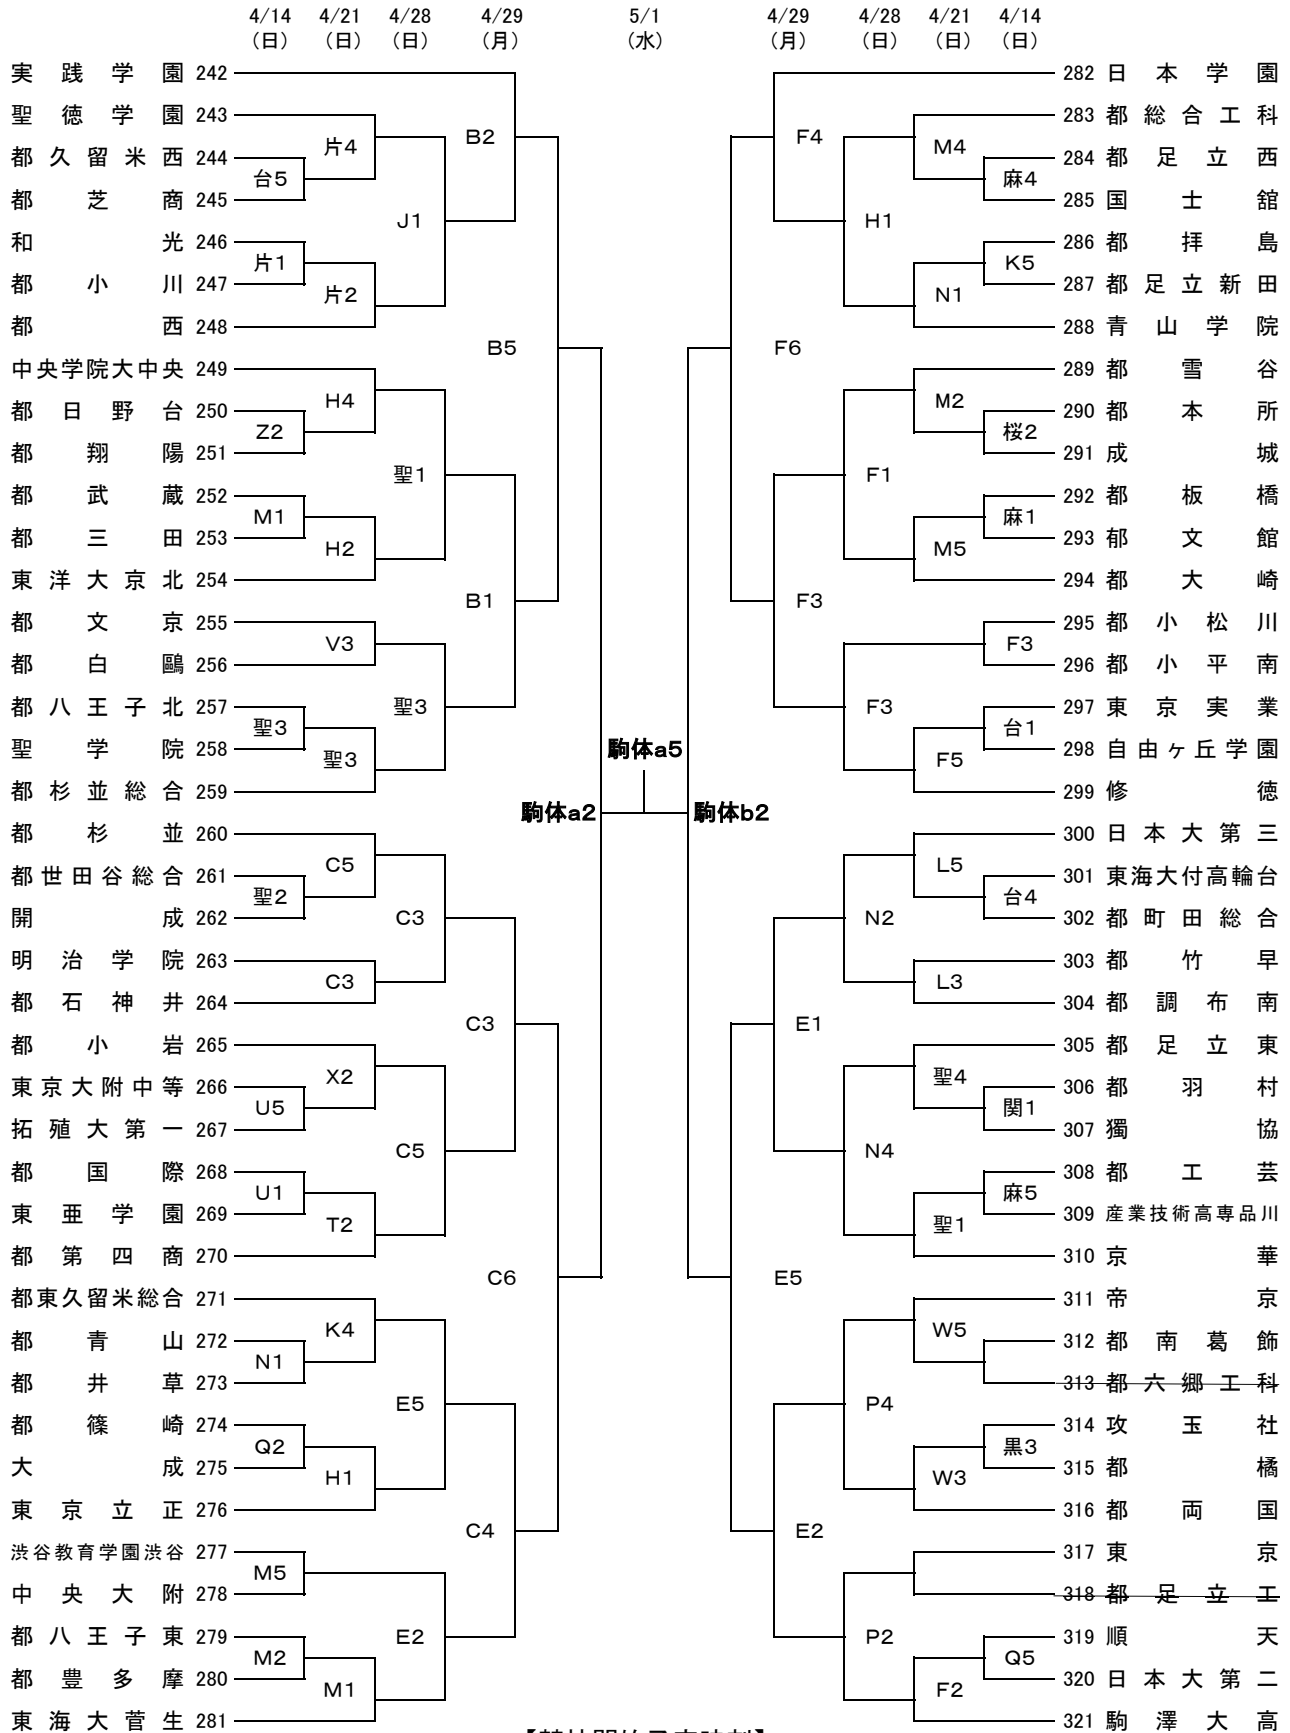 4/14 4/21 4/28 4/29 5/1 4/29 4/28 4/21 4/14
（日） （日） （日） （月） （水） （月） （日） （日） （日）
実践学園 242 282 日本学園
聖徳学園 243 283 都総合工科
B2 F4
片4 M4
都久留米西 244 284 都足立西
台5 麻4
都芝商 245 285 国士舘
J1 H1
和光 246 286 都拝島
片1 K5
都小川 247 287 都足立新田
片2 N1
都西 248 288 青山学院
B5 F6
中央学院大中央 249 289 都雪谷
H4 M2
都日野台 250 290 都本所
Z2 桜2
都翔陽 251 291 成城
聖1 F1
都武蔵 252 292 都板橋
M1 麻1
都三田 253 293 郁文館
H2 M5
東洋大京北 254 294 都大崎
B1 F3
都文京 255 295 都小松川
V3 F3
都白鷗 256 296 都小平南
都八王子北 257 聖3 F3 297 東京実業
聖3 台1
聖学院 258 駒体a5 298 自由ヶ丘学園
聖3 F5
都杉並総合 259 299 修徳
駒体a2 駒体b2
都杉並 260 300 日本大第三
C5 L5
都世田谷総合 261 301 東海大付高輪台
聖2 台4
開成 262 C3 N2 302 都町田総合
明治学院 263 303 都竹早
C3 L3
都石神井 264 304 都調布南
C3 E1
都小岩 265 305 都足立東
X2 聖4
東京大附中等 266 306 都羽村
U5 関1
拓殖大第一 267 307 獨協
C5 N4
都国際 268 308 都工芸
U1 麻5
東亜学園 269 309 産業技術高専品川
T2 聖1
都第四商 270 310 京華
C6 E5
都東久留米総合 271 311 帝京
K4 W5
都青山 272 312 都南葛飾
N1
都井草 273 313 都六郷工科
E5 P4
都篠崎 274 314 攻玉社
Q2 黒3
大成 275 315 都橘
H1 W3
東京立正 276 316 都両国
C4 E2
渋谷教育学園渋谷 277 317 東京
M5
中央大附 278 318 都足立工
都八王子東 279 E2 P2 319 順天
M2 Q5
都豊多摩 280 320 日本大第二
M1 F2
東海大菅生 281 321 駒澤大高